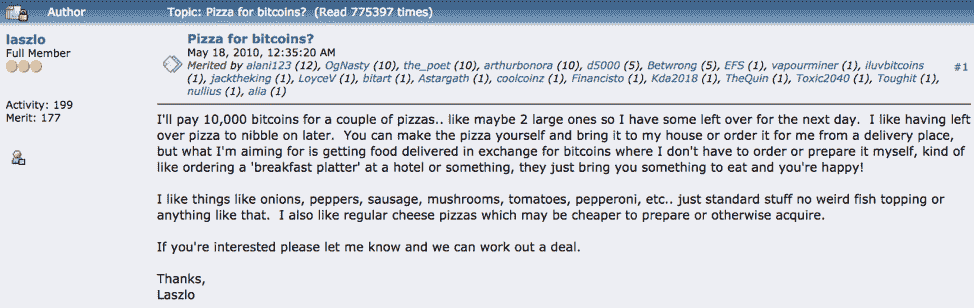 Author Topic: Pizza for bitcoins? (Read 775397 times)
laszlo
Full Member
Activity: 199
Merit: 177
Pizza for bitcoins?
May 18, 2010, 12:35:20 AM
Merited by alani123 (12), OgNasty (10), the_poet (10), arthurbonora (10), d5000 (5), Betwrong (5), EFS (1), vapourminer (1), iluvbitcoins
(1), jacktheking (1), LoyceV (1), bitart (1), Astargath (1), coolcoinz (1), Financisto (1), Kda2018 (1), TheQuin (1), Toxic2040 (1), Toughit (1),
nullius (1), alia (1)
#1
I'll pay 10,000 bitcoins for a couple of pizzas.. like maybe 2 large ones so I have some left over for the next day.  I like having left
over pizza to nibble on later.  You can make the pizza yourself and bring it to my house or order it for me from a delivery place,
but what I'm aiming for is getting food delivered in exchange for bitcoins where I don't have to order or prepare it myself, kind of
like ordering a 'breakfast platter' at a hotel or something, they just bring you something to eat and you're happy!
I like things like onions, peppers, sausage, mushrooms, tomatoes, pepperoni, etc.. just standard stuff no weird fish topping or
anything like that.  I also like regular cheese pizzas which may be cheaper to prepare or otherwise acquire.
If you're interested please let me know and we can work out a deal.
Thanks,
Laszlo